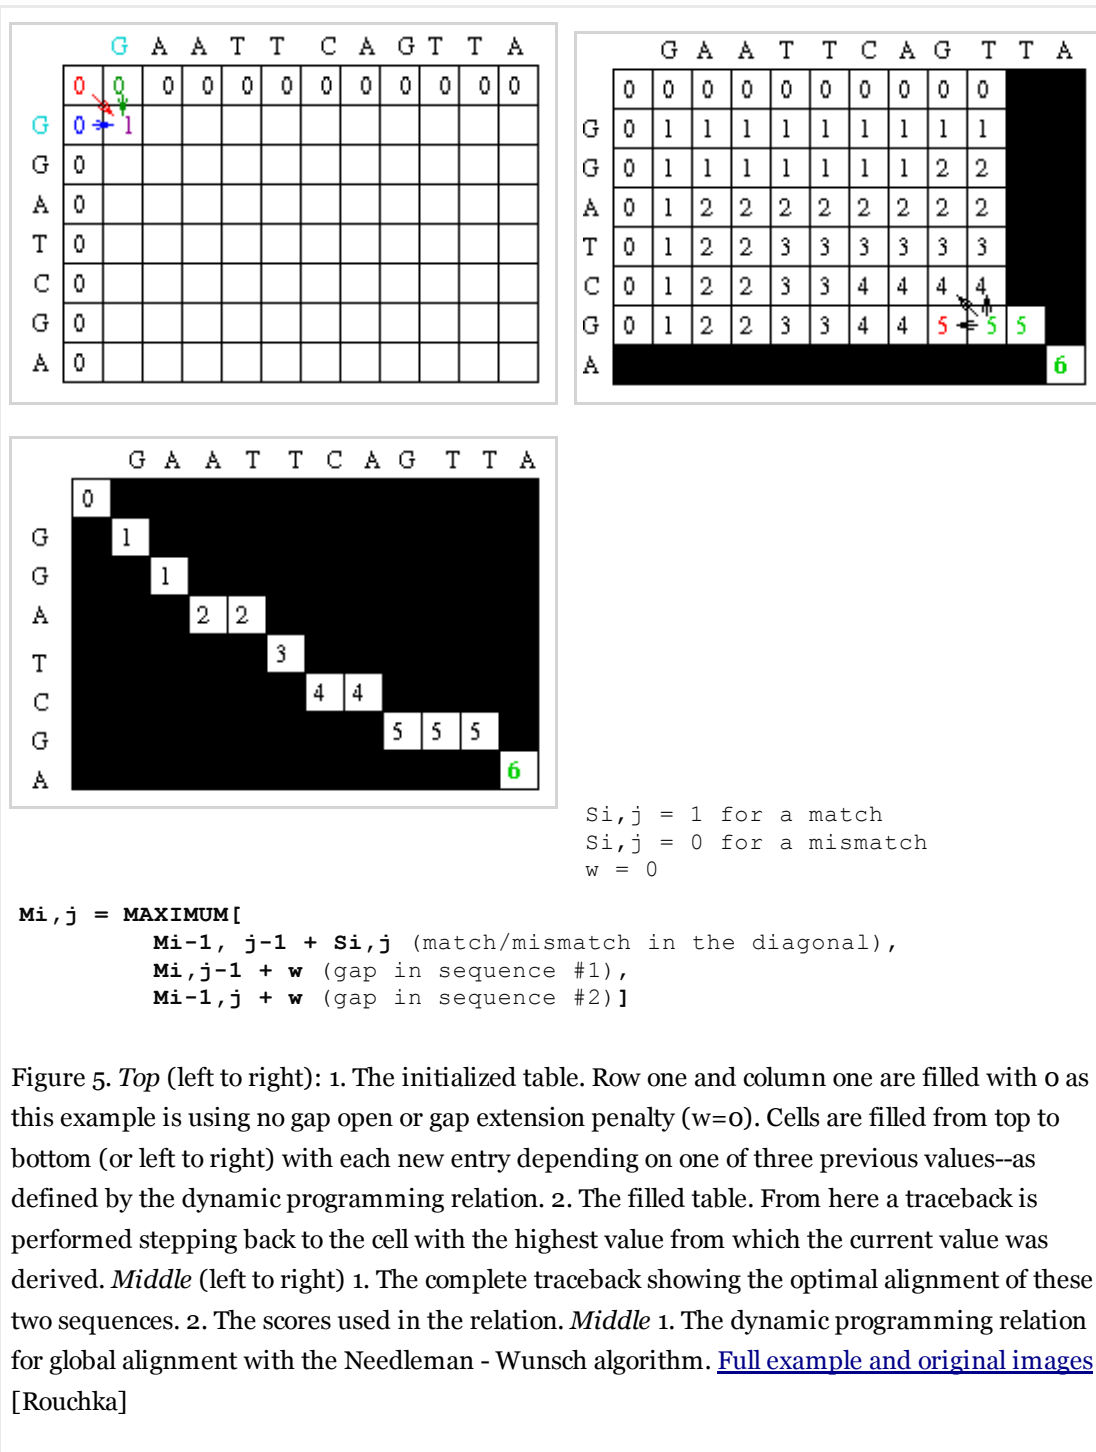 G A A T T C A G T T A
0 0 0 0 0 0 0 0 0 0 0 0
G 0 1
G 0
A 0
T 0
C 0
G 0
A 0
G A A T T C A G T T A
0 0 0 0 0 0 0 0 0 0
G 0 1 1 1 1 1 1 1 1 1
G 0 1 1 1 1 1 1 1 2 2
A 0 1 2 2 2 2 2 2 2 2
T 0 1 2 2 3 3 3 3 3 3
C 0 1 2 2 3 3 4 4 4 4
G 0 1 2 2 3 3 4 4 5 5 5
A 6
G A A T T C A G T T A
0
G 1
G 1
A 2 2
T 3
C 4 4
G 5 5 5
A 6
Si,j = 1 for a match
Si,j = 0 for a mismatch
w = 0
Mi,j = MAXIMUM[
Mi-1, j-1 + Si,j (match/mismatch in the diagonal),
Mi,j-1 + w (gap in sequence #1),
Mi-1,j + w (gap in sequence #2)]
Figure 5. Top (left to right): 1. The initialized table. Row one and column one are filled with 0 as
this example is using no gap open or gap extension penalty (w=0). Cells are filled from top to
bottom (or left to right) with each new entry depending on one of three previous values--as
defined by the dynamic programming relation. 2. The filled table. From here a traceback is
performed stepping back to the cell with the highest value from which the current value was
derived. Middle (left to right) 1. The complete traceback showing the optimal alignment of these
two sequences. 2. The scores used in the relation. Middle 1. The dynamic programming relation
for global alignment with the Needleman - Wunsch algorithm. Full example and original images
[Rouchka]